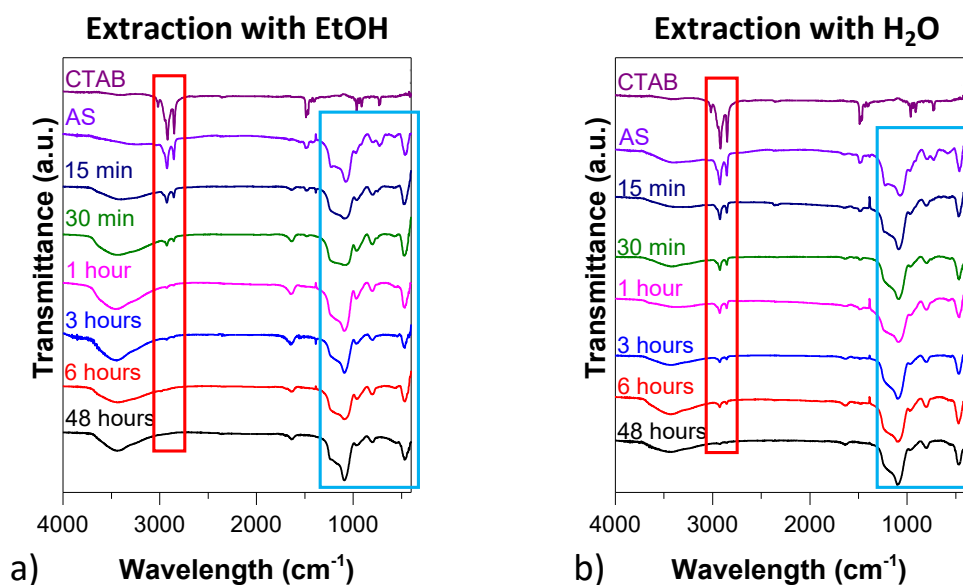 Extraction with EtOH
CTAB
AS
15 min
30 min
1 hour
3 hours
6 hours
48 hours
Transmittance (a.u.)
4000 3000 2000 1000
Wavelength (cm⁻¹)
a)
Extraction with H₂O
CTAB
AS
15 min
30 min
1 hour
3 hours
6 hours
48 hours
Transmittance (a.u.)
4000 3000 2000 1000
Wavelength (cm⁻¹)
b)